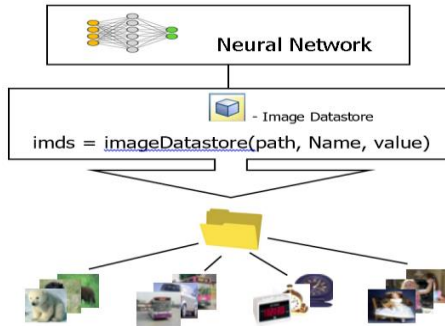 Neural Network
- Image Datastore
imds = imageDatastore(path, Name, value)